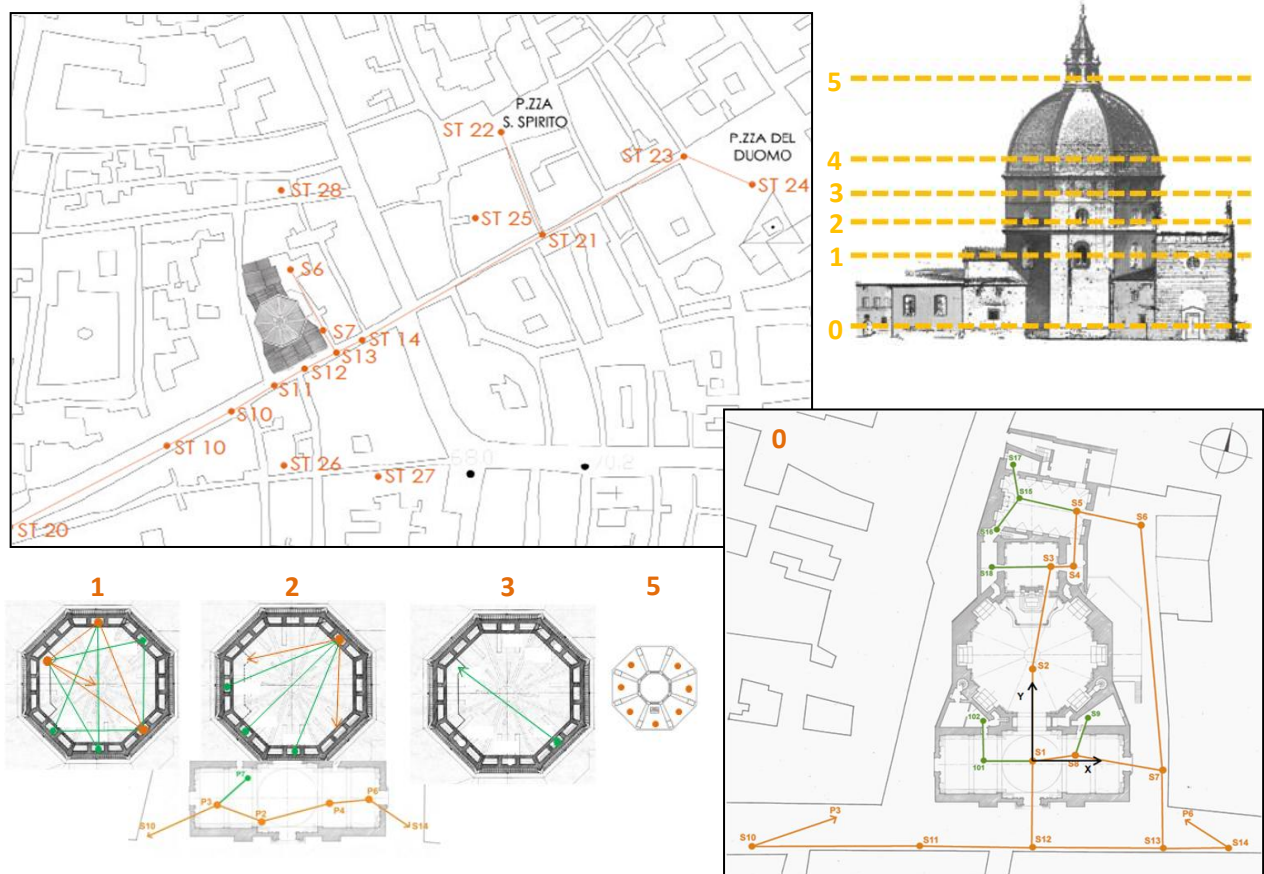 P.ZZA
S. SPIRITO
ST 22
ST 23
P.ZZA DEL
DUOMO
ST 24
ST 28
ST 25
ST 21
S6
S7
ST 14
S13
S12
S11
S10
ST 10
ST 26
ST 27
ST 20
5
4
3
2
1
0
0
S17
S15
S5
S6
S16
S18
S3
S4
S2
Y
102
S9
S1
S8
101
X
S7
P3
P6
S10
S11
S12
S13
S14
1
2
3
5
P7
P3
P2
P4
P6
S10
S14